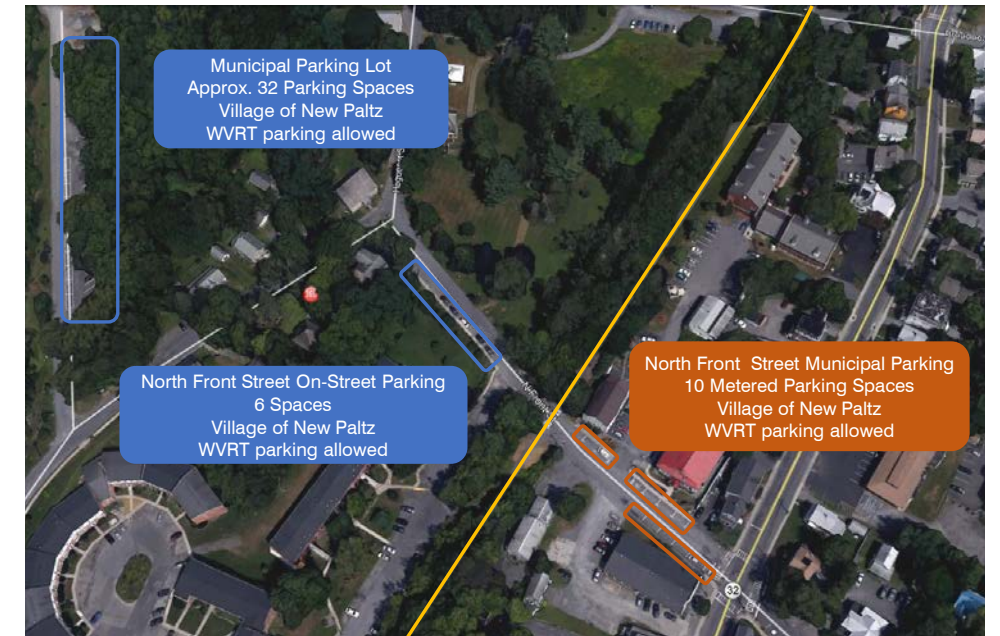 Municipal Parking Lot
Approx. 32 Parking Spaces
Village of New Paltz
WVRT parking allowed
North Front Street On-Street Parking
6 Spaces
Village of New Paltz
WVRT parking allowed
North Front  Street Municipal Parking
10 Metered Parking Spaces
Village of New Paltz
WVRT parking allowed
32